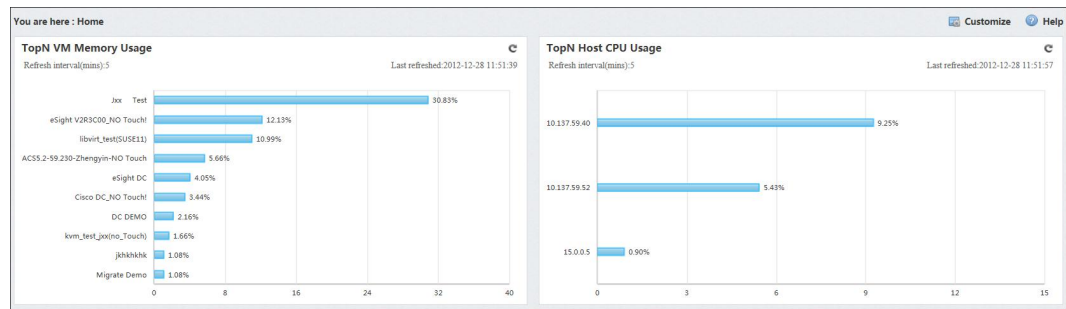 You are here : Home
Customize
Help
TopN VM Memory Usage
Refresh interval(mins):5
Last refreshed:2012-12-28 11:51:39
Jxx Test 30.83%
eSight V2R3C00_NO Touch! 12.13%
libvirt_test(SUSE11) 10.99%
ACS5.2-59.230-Zhengyin-NO Touch 5.66%
eSight DC 4.05%
Cisco DC_NO Touch! 3.44%
DC DEMO 2.16%
kvm_test_jxx(no_Touch) 1.66%
jkhkhkhk 1.08%
Migrate Demo 1.08%
0 8 16 24 32 40
TopN Host CPU Usage
Refresh interval(mins):5
Last refreshed:2012-12-28 11:51:57
10.137.59.40 9.25%
10.137.59.52 5.43%
15.0.0.5 0.90%
0 3 6 9 12 15